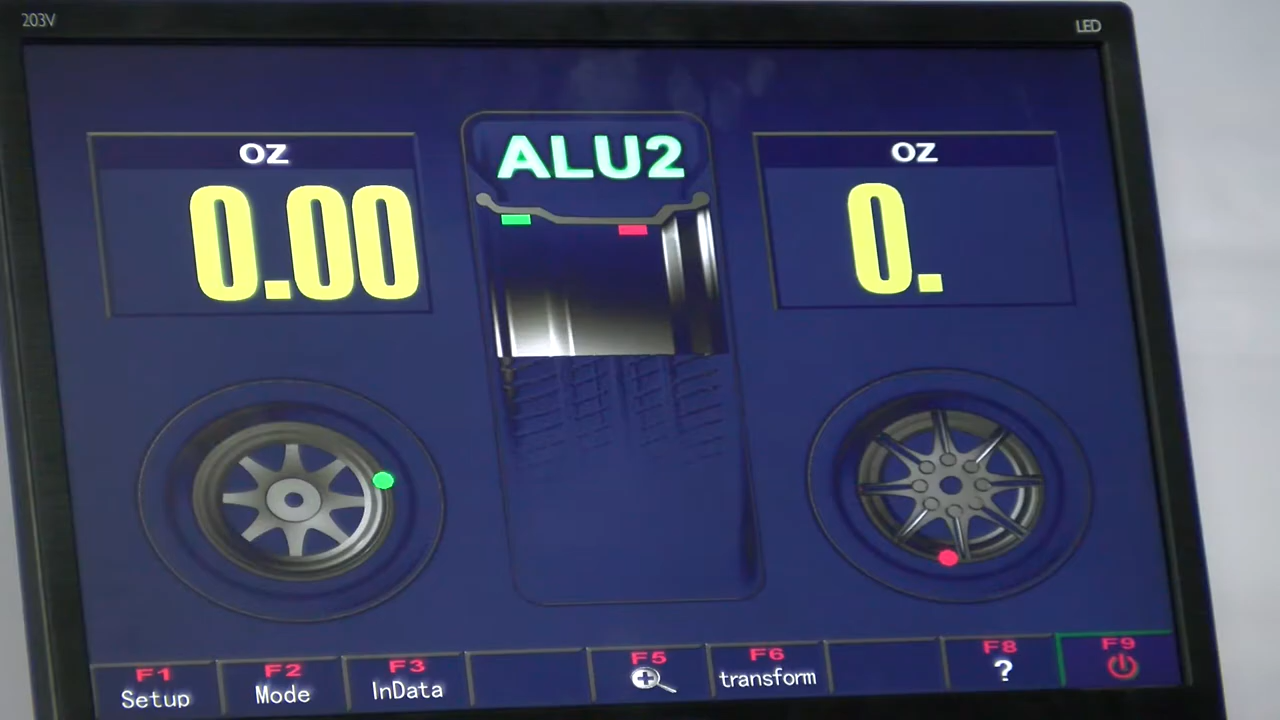 203V
LED
OZ
ALU2
OZ
0.00
0.
F1
Setup
F2
Mode
F3
InData
F5
F6
transform
F8
?
F9